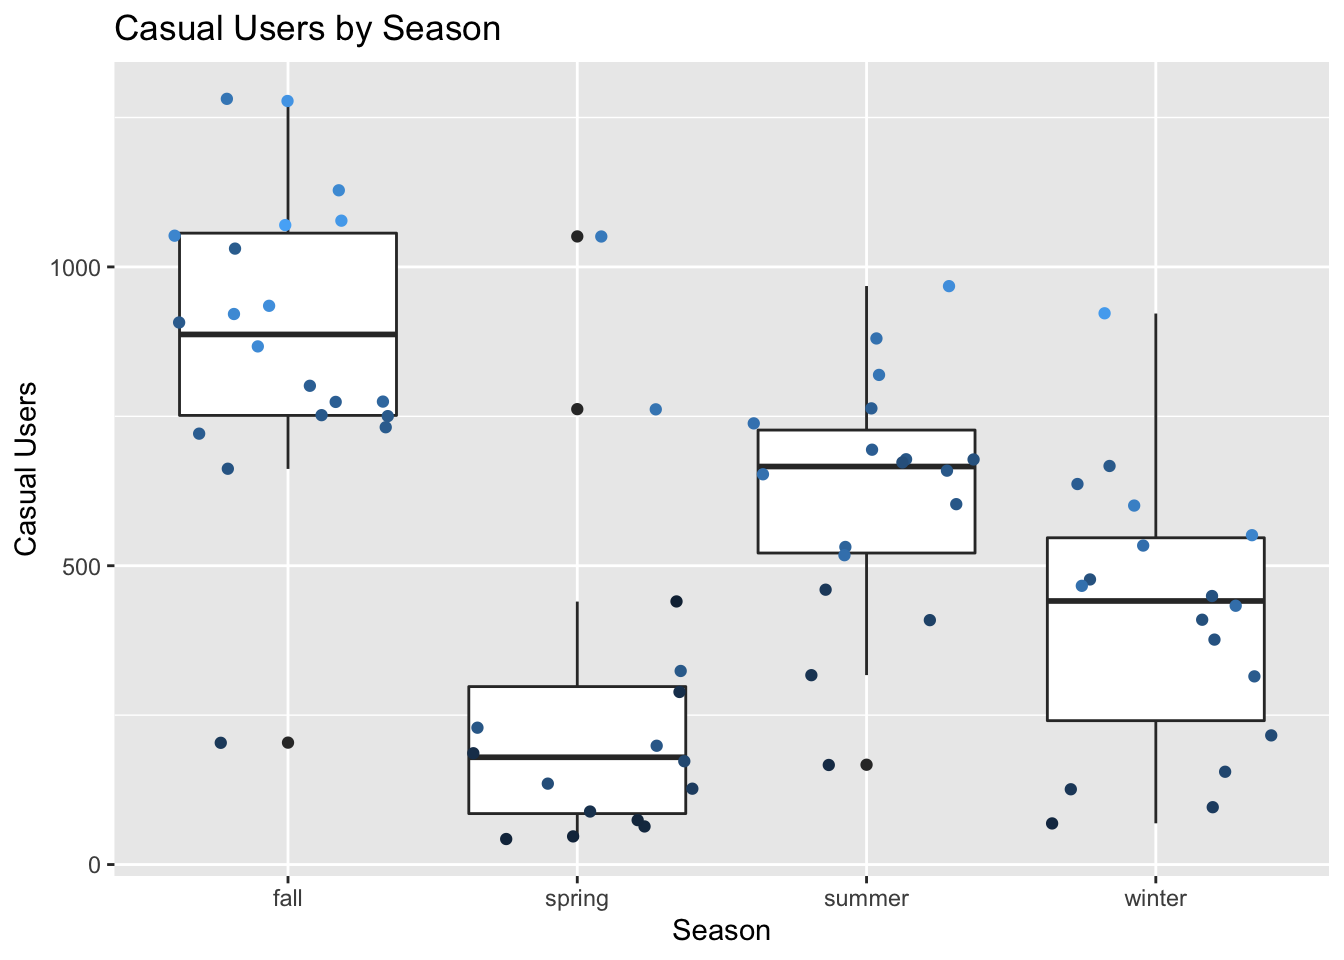 Casual Users by Season
Casual Users
1000
500
0
fall
spring
summer
winter
Season